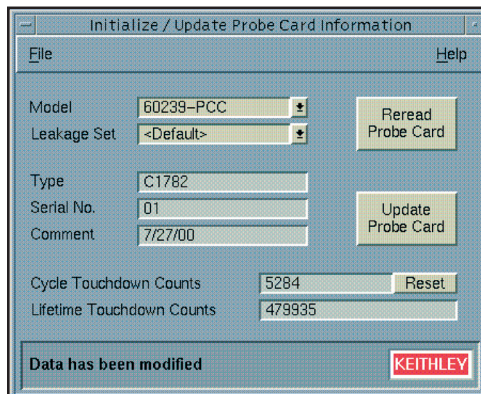 Initialize / Update Probe Card Information
File Help
Model 60239-PCC
Leakage Set <Default>
Reread
Probe Card
Type C1782
Serial No. 01
Comment 7/27/00
Update
Probe Card
Cycle Touchdown Counts 5284 Reset
Lifetime Touchdown Counts 479935
Data has been modified KEITHLEY